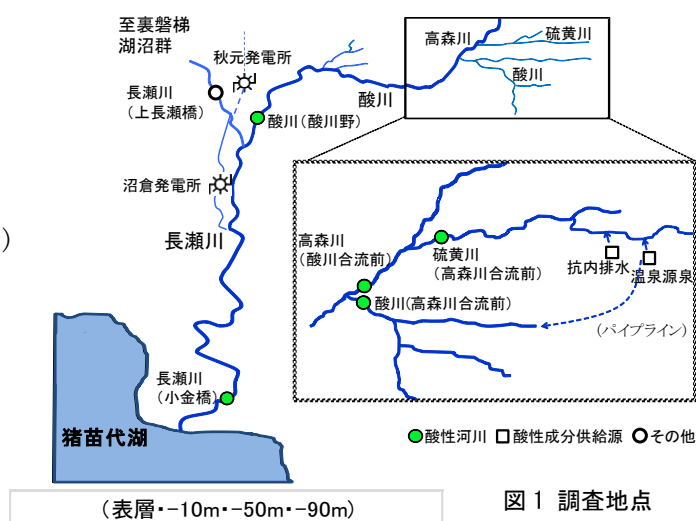 至裏磐梯
湖沼群
秋元発電所
長瀬川
（上長瀬橋）
酸川（酸川野）
酸川
高森川
硫黄川
酸川
沼倉発電所
）
長瀬川
高森川
（酸川合流前）
硫黄川
（高森川合流前）
抗内排水
温泉源泉
酸川(高森川合流前)
(パイプライン)
長瀬川
（小金橋）
猪苗代湖
酸性河川
酸性成分供給源
その他
（表層・-10m・-50m・-90m）
図１ 調査地点